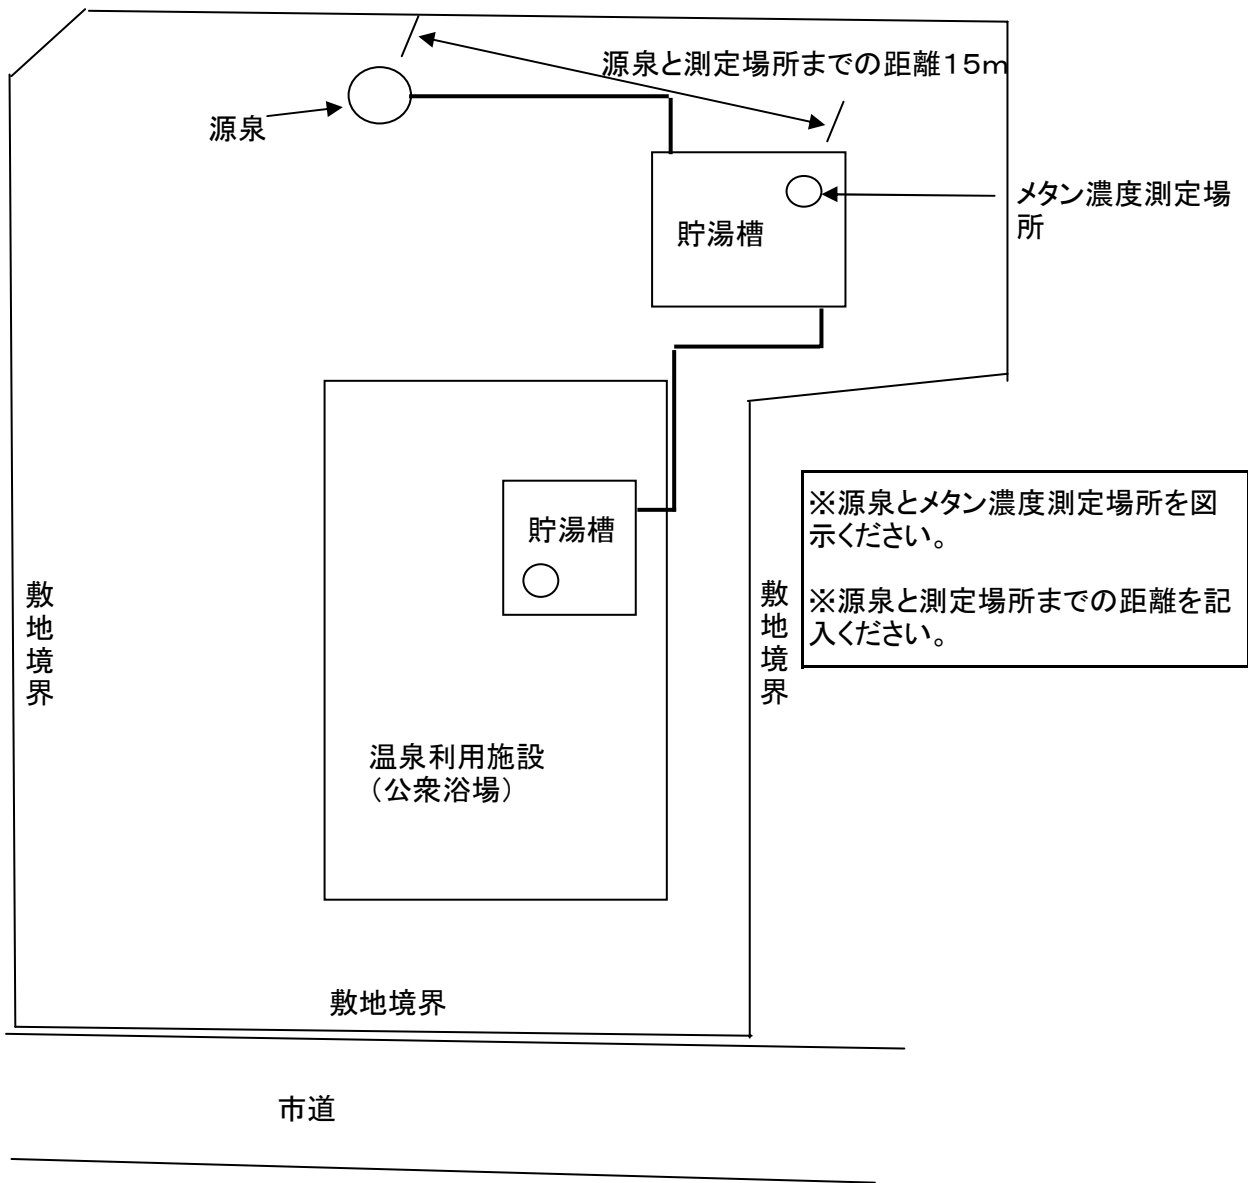 源泉と測定場所までの距離15m
源泉
メタン濃度測定場
所
貯湯槽
※源泉とメタン濃度測定場所を図
示ください。
※源泉と測定場所までの距離を記
入ください。
貯湯槽
敷地境界
敷地境界
温泉利用施設
(公衆浴場)
敷地境界
市道